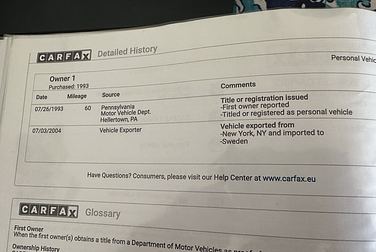 CARFAX Detailed History
Personal Vehic
Owner 1
Purchased: 1993
Date Mileage Source Comments
07/26/1993 60 Pennsylvania Title or registration issued
Motor Vehicle Dept. -First owner reported
Hellertown, PA -Titled or registered as personal vehicle
07/03/2004 Vehicle Exporter Vehicle exported from
-New York, NY and imported to
-Sweden
Have Questions? Consumers, please visit our Help Center at www.carfax.eu
CARFAX Glossary
First Owner
When the first owner(s) obtains a title from a Department of Motor Vehicles as
Ownership History